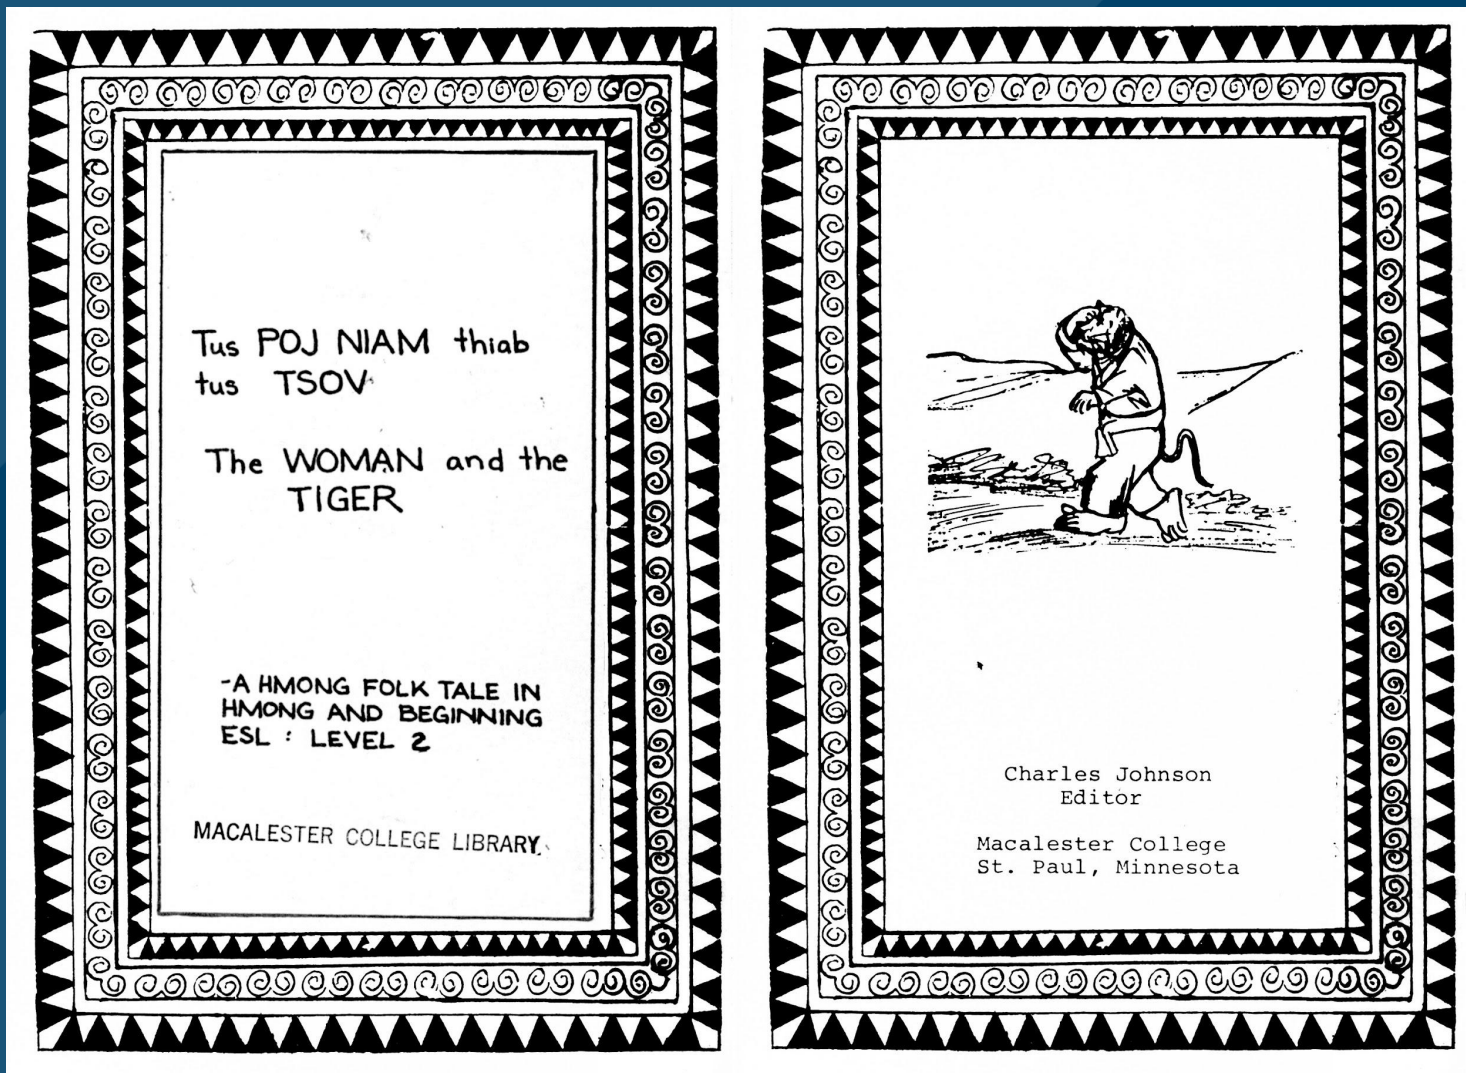 Tus POJ NIAM thiab
tus TSOV
The WOMAN and the
TIGER
-A HMONG FOLK TALE IN
HMONG AND BEGINNING
ESL : LEVEL 2
MACALESTER COLLEGE LIBRARY
Charles Johnson
Editor
Macalester College
St. Paul, Minnesota